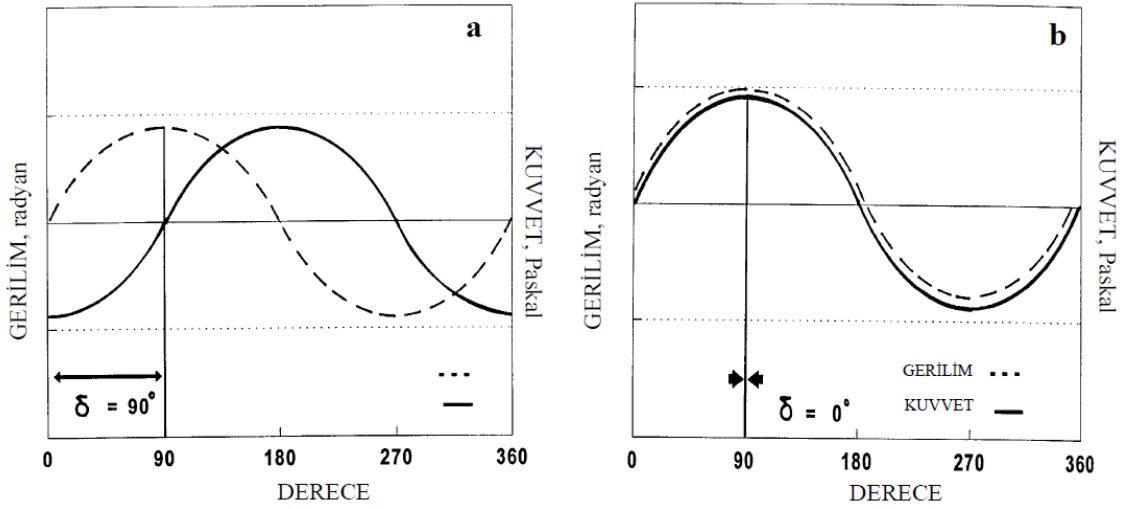 a
GERİLİM, radyan
KUVVET, Paskal
δ = 90°
0 90 180 270 360
DERECE
b
GERİLİM, radyan
KUVVET, Paskal
GERİLİM
KUVVET
δ = 0°
0 90 180 270 360
DERECE